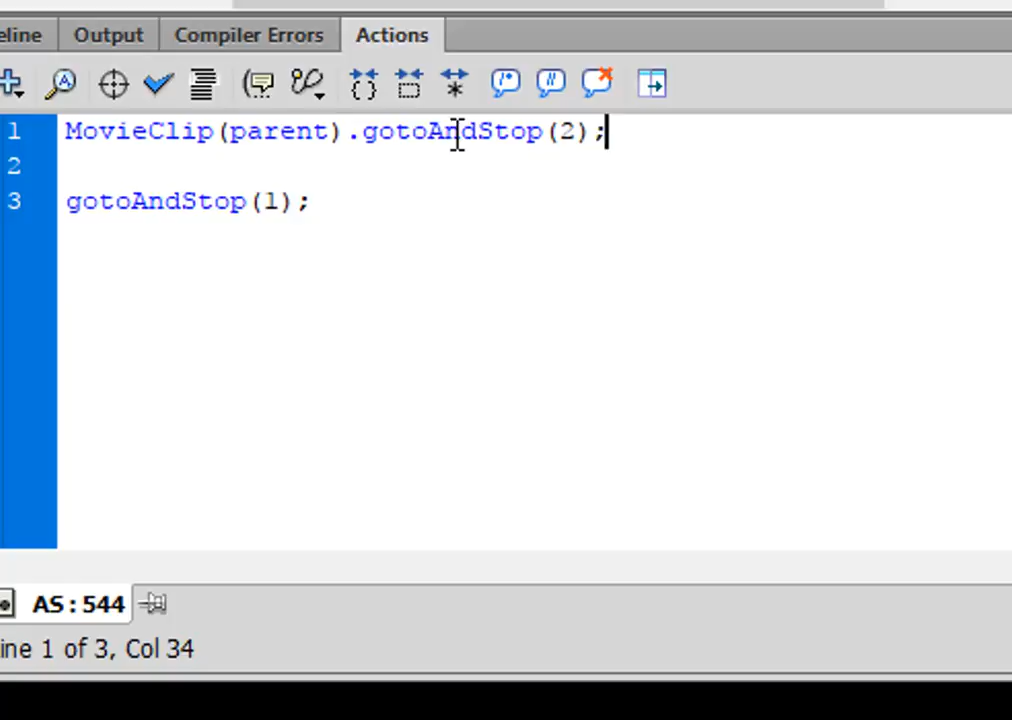 eline Output Compiler Errors Actions
1 MovieClip(parent).gotoAndStop(2);
2
3 gotoAndStop(1);
AS:544
ine 1 of 3, Col 34